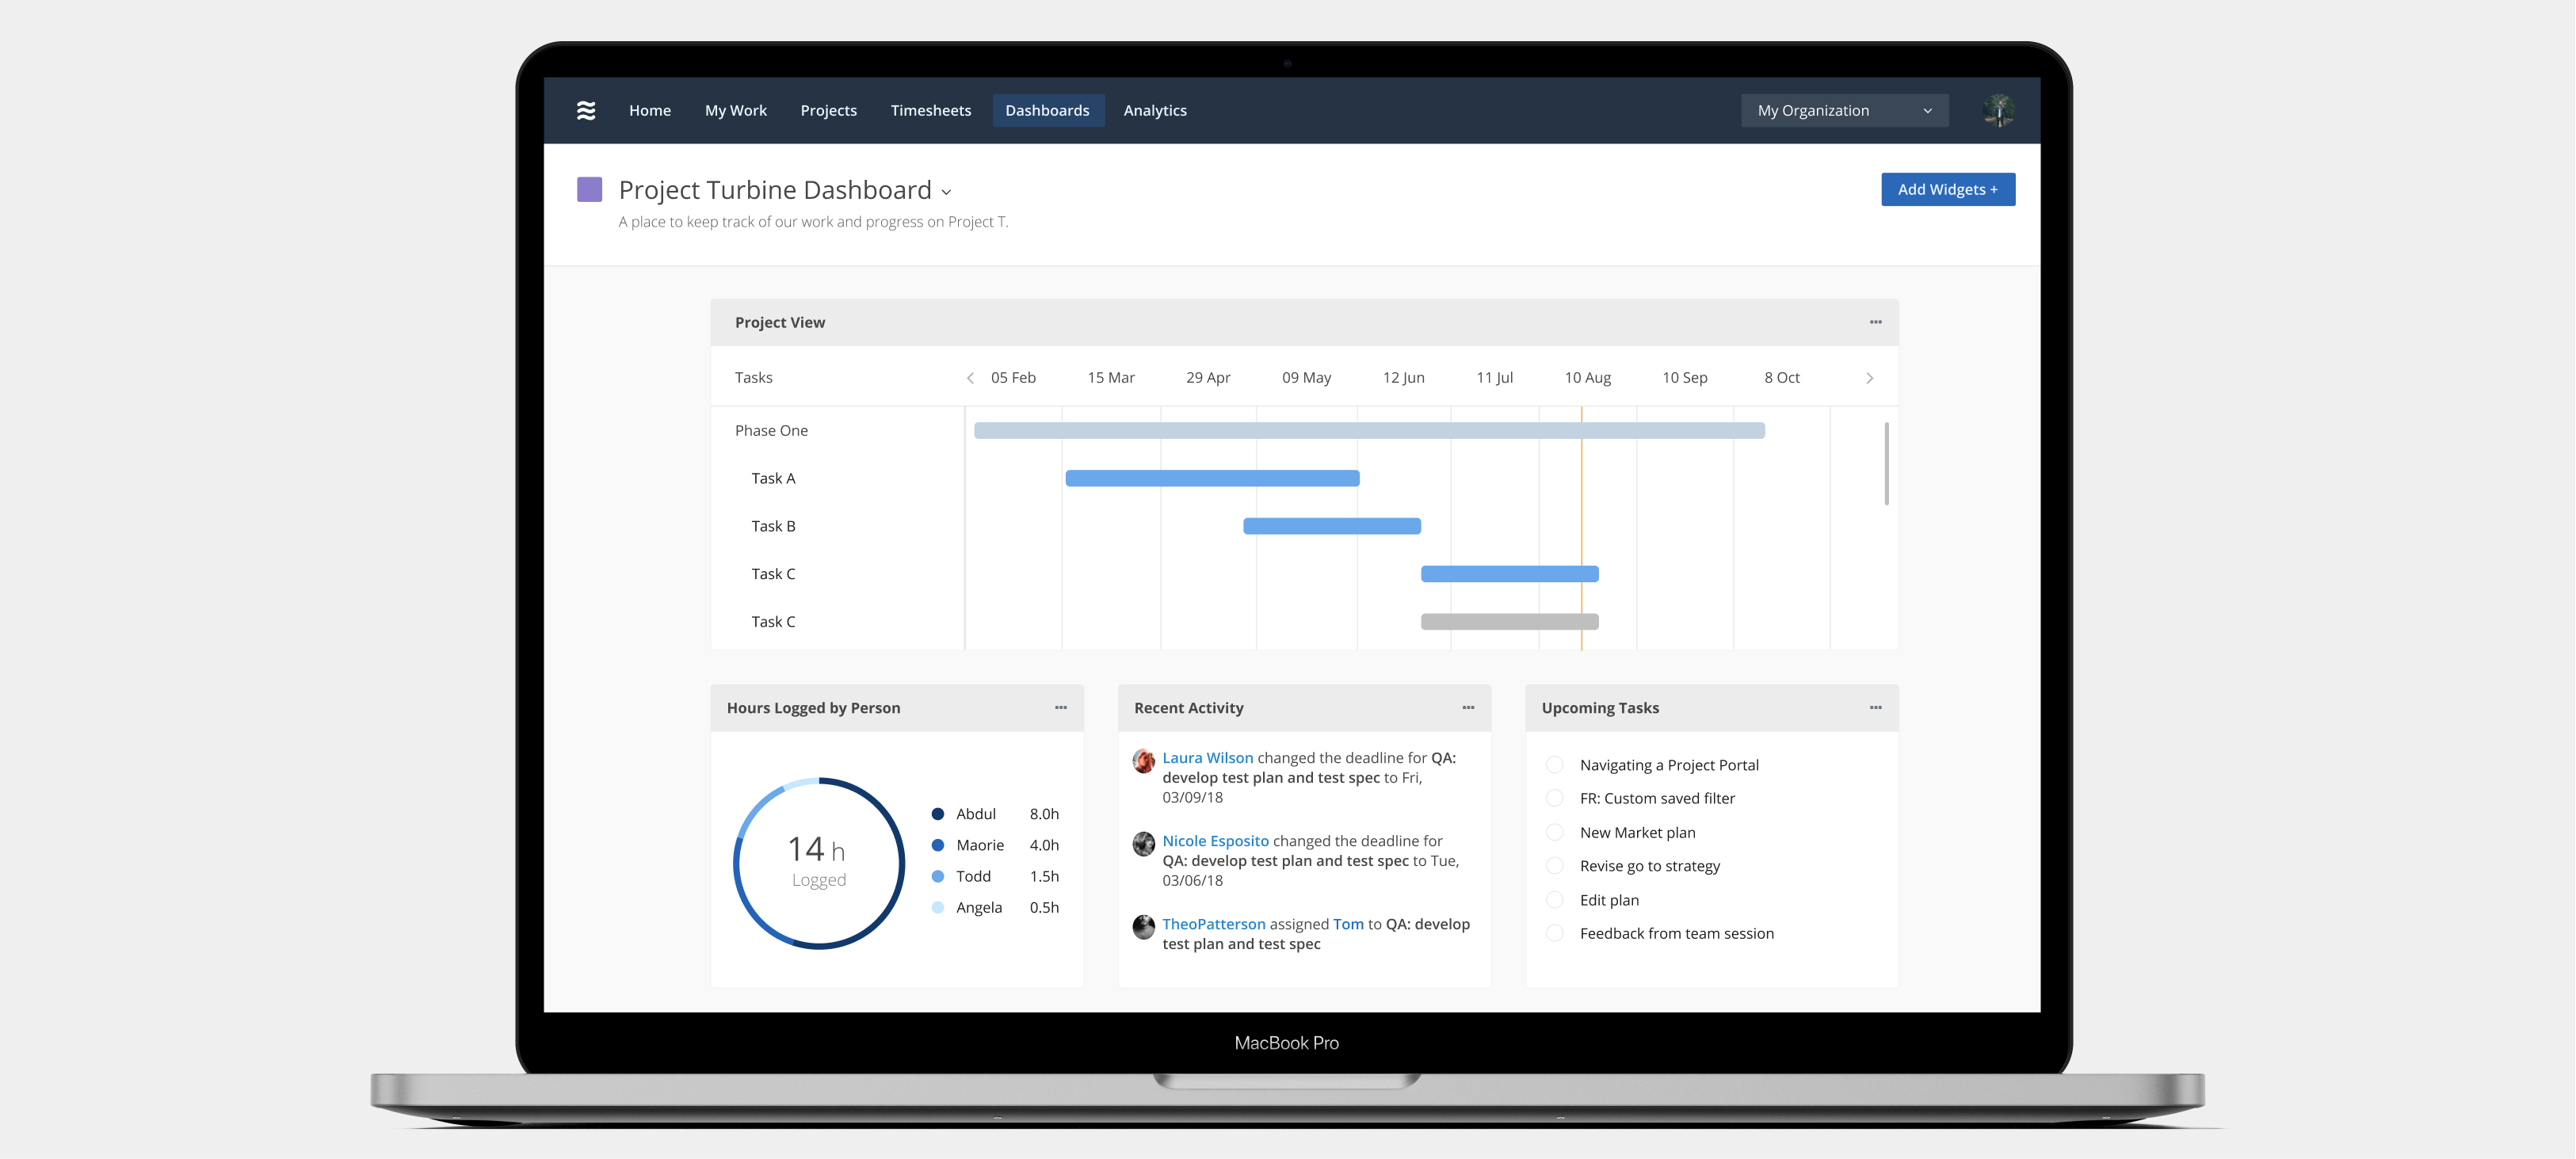 Home My Work Projects Timesheets Dashboards Analytics My Organization
Project Turbine Dashboard
Add Widgets +
A place to keep track of our work and progress on Project T.
Project View
Tasks 05 Feb 15 Mar 29 Apr 09 May 12 Jun 11 Jul 10 Aug 10 Sep 8 Oct
Phase One
Task A
Task B
Task C
Task C
Hours Logged by Person
14 h
Logged
Abdul 8.0h
Maorie 4.0h
Todd 1.5h
Angela 0.5h
Recent Activity
Laura Wilson changed the deadline for QA:
develop test plan and test spec to Fri,
03/09/18
Nicole Esposito changed the deadline for
QA: develop test plan and test spec to Tue,
03/06/18
TheoPatterson assigned Tom to QA: develop
test plan and test spec
Upcoming Tasks
Navigating a Project Portal
FR: Custom saved filter
New Market plan
Revise go to strategy
Edit plan
Feedback from team session
MacBook Pro